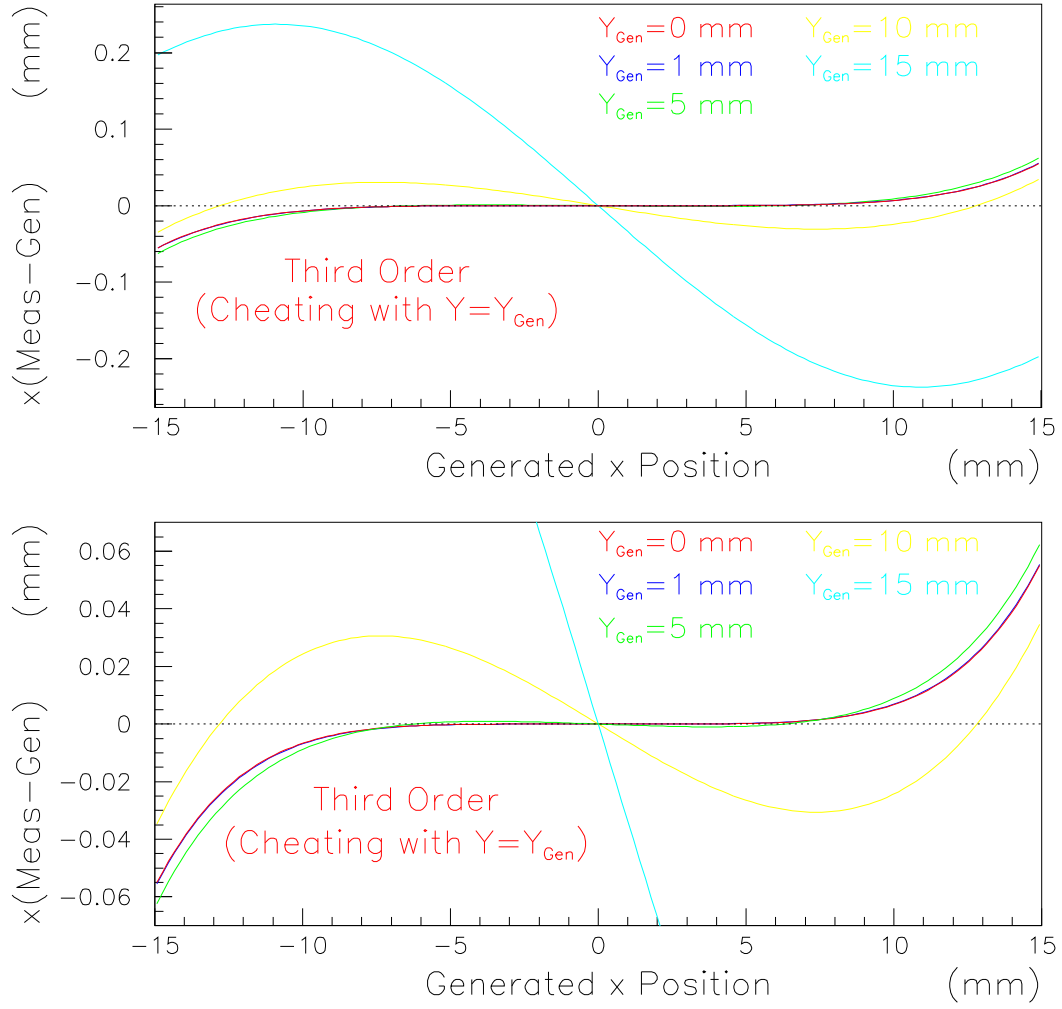 x(Meas−Gen) (mm)
0.2
0.1
0
-0.1
-0.2
Y_Gen=0 mm
Y_Gen=10 mm
Y_Gen=1 mm
Y_Gen=15 mm
Y_Gen=5 mm
Third Order
(Cheating with Y=Y_Gen)
−15 −10 −5 0 5 10 15
Generated x Position (mm)
x(Meas−Gen) (mm)
0.06
0.04
0.02
0
−0.02
−0.04
−0.06
Y_Gen=0 mm
Y_Gen=10 mm
Y_Gen=1 mm
Y_Gen=15 mm
Y_Gen=5 mm
Third Order
(Cheating with Y=Y_Gen)
−15 −10 −5 0 5 10 15
Generated x Position (mm)